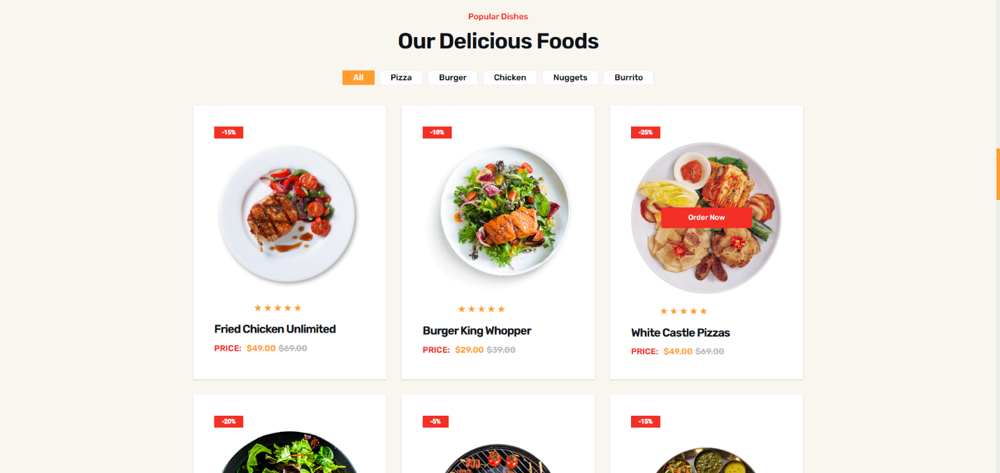 Popular Dishes
Our Delicious Foods
All Pizza Burger Chicken Nuggets Burrito
-15%
-10%
-25%
Order Now
★★★★★
★★★★★
★★★★★
Fried Chicken Unlimited
Burger King Whopper
White Castle Pizzas
PRICE: $49.00 $69.00
PRICE: $29.00 $39.00
PRICE: $49.00 $69.00
-20%
-5%
-15%